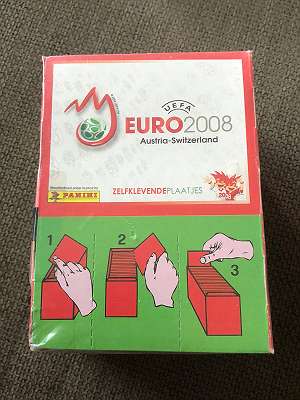 UEFA
EURO2008
Austria-Switzerland
PANINI
ZELFKLEVENDEPLAATJES
1
2
3